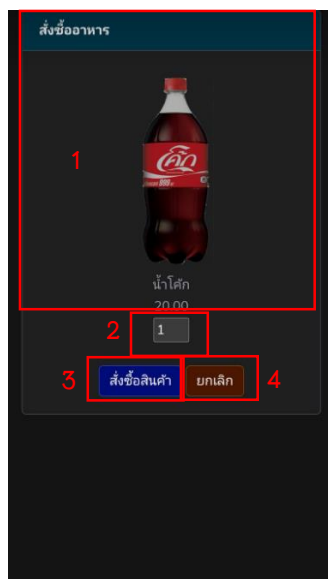 สั่งซื้ออาหาร
1
โค้ก
น้ำโค้ก
20.00
2
1
3
สั่งซื้อสินค้า
ยกเลิก
4